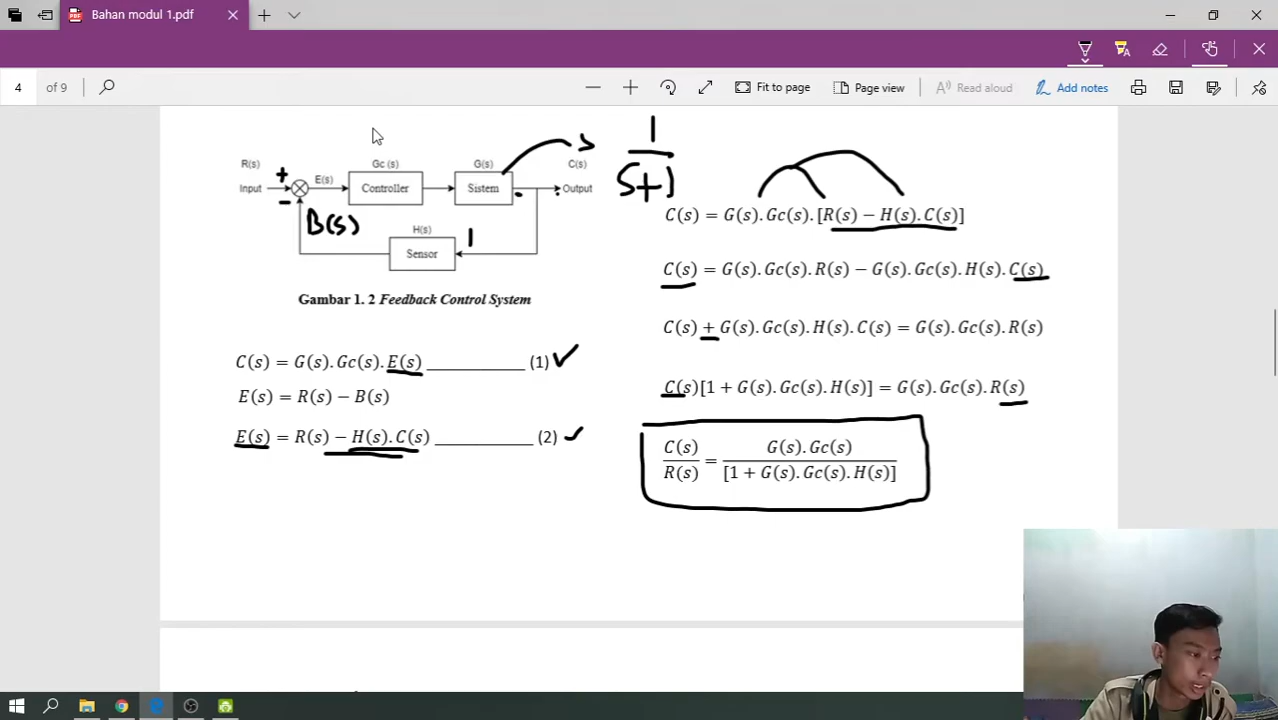 Bahan modul 1.pdf
4 of 9
Fit to page
Page view
Read aloud
Add notes
R(s)
Input
+
-
E(s)
Gc (s)
Controller
G(s)
Sistem
C(s)
Output
B(s)
H(s)
Sensor
1
1
S+1
Gambar 1. 2 Feedback Control System
C(s) = G(s). Gc(s). E(s) ____________ (1)
E(s) = R(s) − B(s)
E(s) = R(s) − H(s). C(s) ____________ (2)
C(s) = G(s). Gc(s). [R(s) − H(s). C(s)]
C(s) = G(s). Gc(s). R(s) − G(s). Gc(s). H(s). C(s)
C(s) + G(s). Gc(s). H(s). C(s) = G(s). Gc(s). R(s)
C(s)[1 + G(s). Gc(s). H(s)] = G(s). Gc(s). R(s)
C(s)/R(s) = G(s). Gc(s)/[1 + G(s). Gc(s). H(s)]